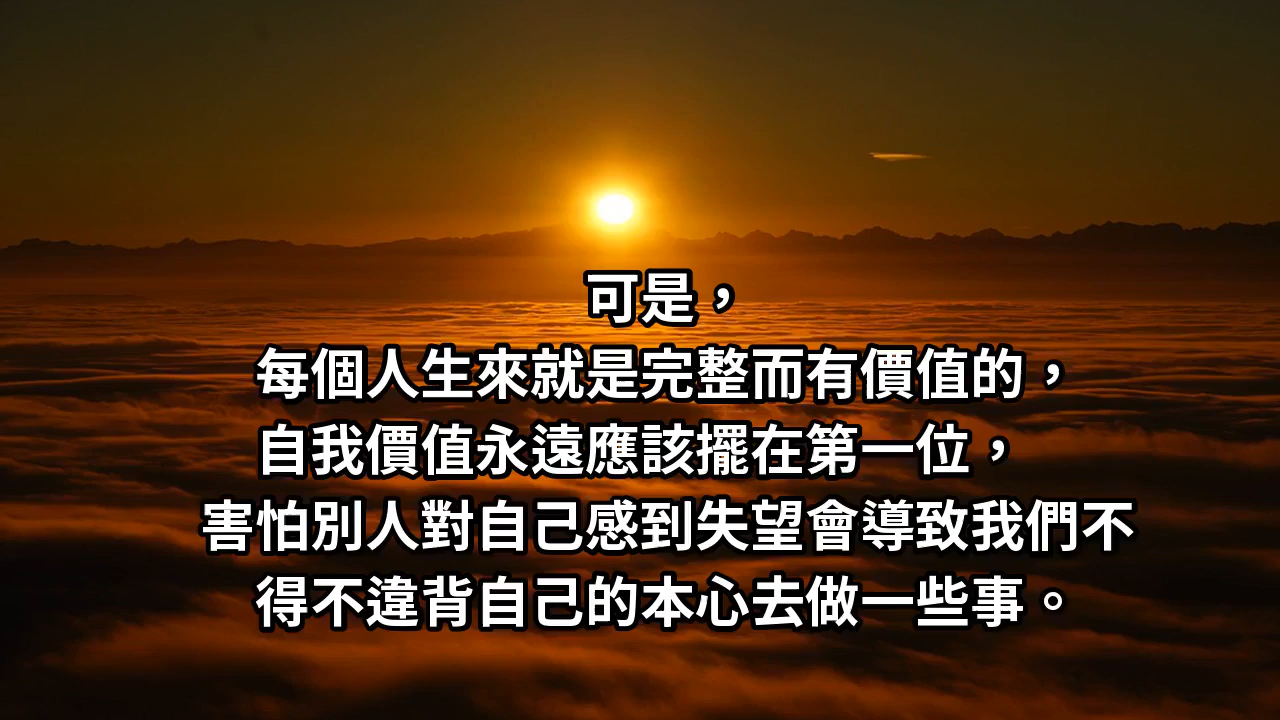 可是，
每個人生來就是完整而有價值的，
自我價值永遠應該擺在第一位，
害怕別人對自己感到失望會導致我們不
得不違背自己的本心去做一些事。